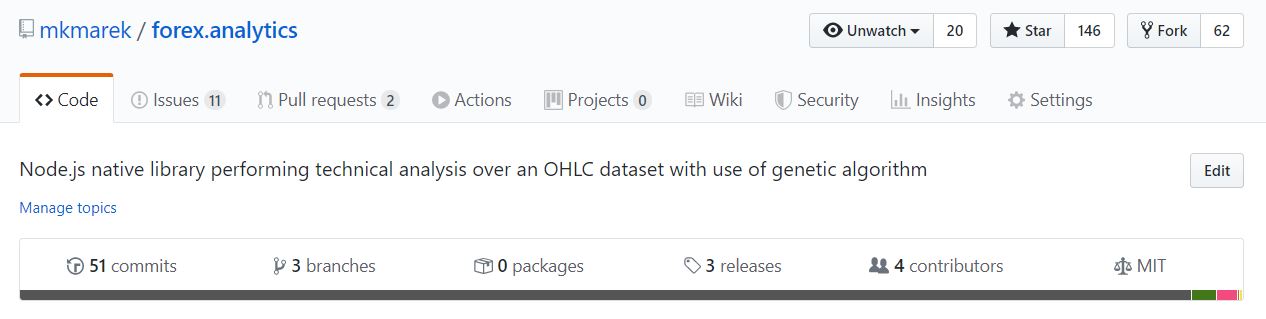 mkmarek / forex.analytics Unwatch 20 Star 146 Fork 62
Code Issues 11 Pull requests 2 Actions Projects 0 Wiki Security Insights Settings
Node.js native library performing technical analysis over an OHLC dataset with use of genetic algorithm Edit
Manage topics
51 commits 3 branches 0 packages 3 releases 4 contributors MIT